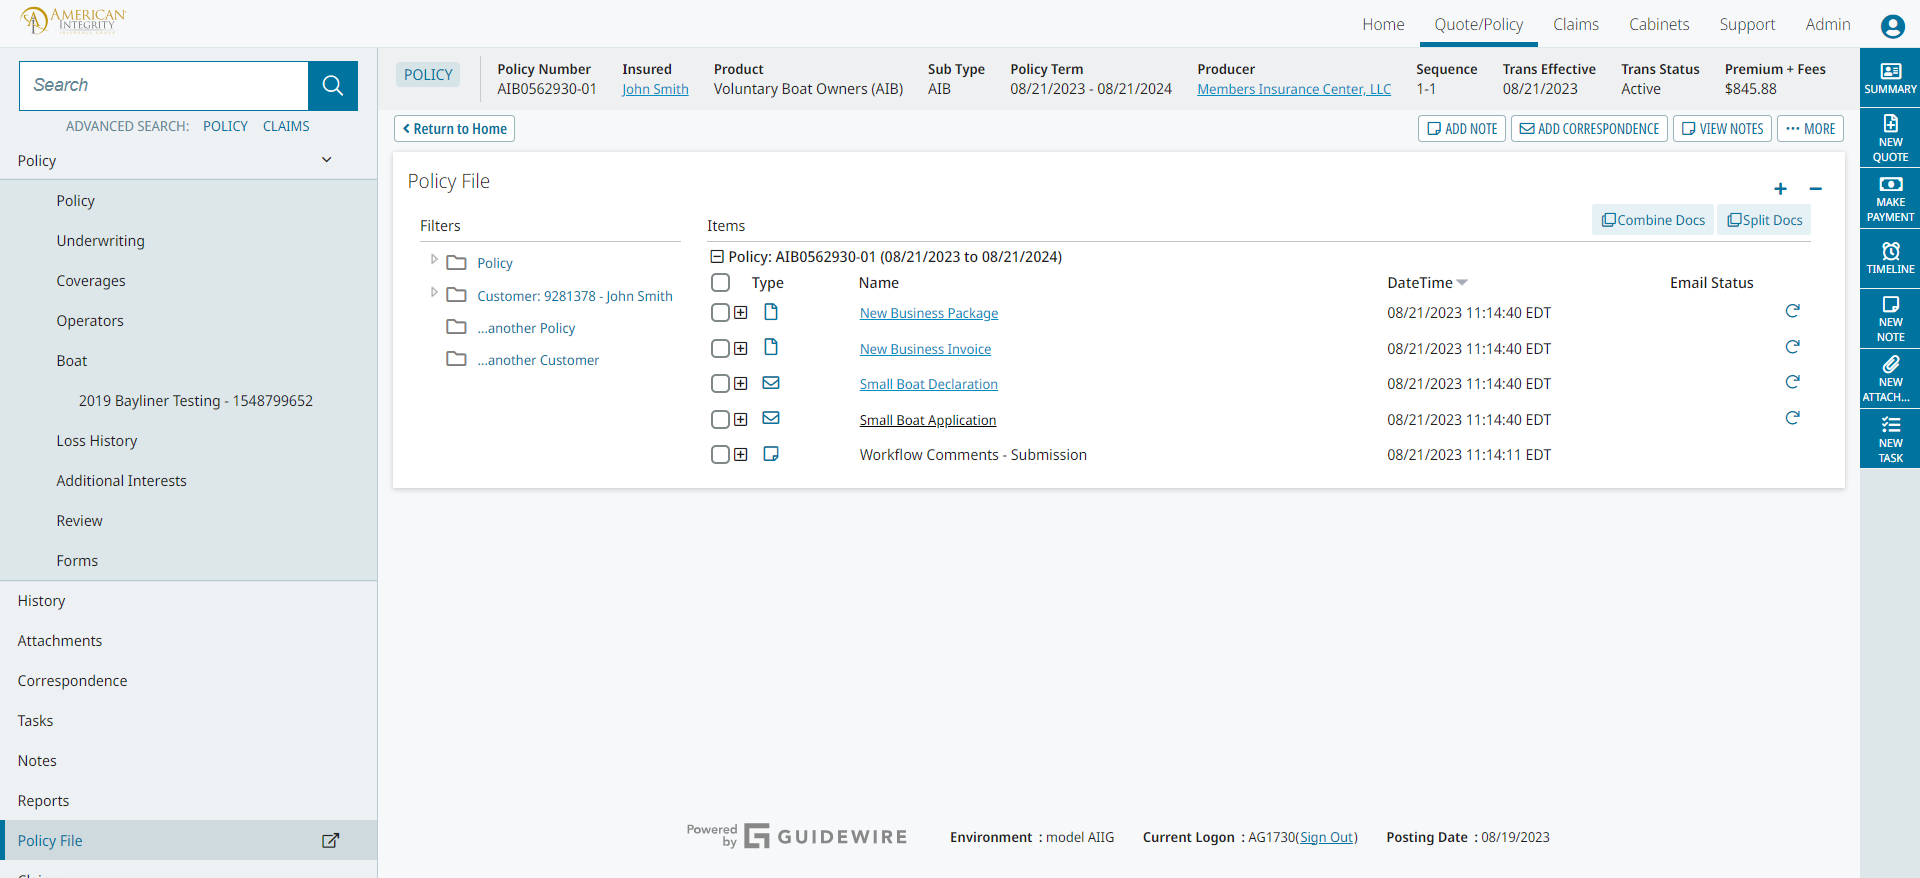 AMERICAN
INTEGRITY
Home Quote/Policy Claims Cabinets Support Admin
Search
ADVANCED SEARCH: POLICY CLAIMS
Policy
Policy
Underwriting
Coverages
Operators
Boat
2019 Bayliner Testing - 1548799652
Loss History
Additional Interests
Review
Forms
History
Attachments
Correspondence
Tasks
Notes
Reports
Policy File
POLICY
Policy Number Insured Product Sub Type Policy Term Producer Sequence Trans Effective Trans Status Premium + Fees
AIB0562930-01 John Smith Voluntary Boat Owners (AIB) AIB 08/21/2023 - 08/21/2024 Members Insurance Center, LLC 1-1 08/21/2023 Active $845.88
Return to Home ADD NOTE ADD CORRESPONDENCE VIEW NOTES ••• MORE
Policy File
+ −
Filters
Policy
Customer: 9281378 - John Smith
...another Policy
...another Customer
Items Combine Docs Split Docs
Policy: AIB0562930-01 (08/21/2023 to 08/21/2024)
Type Name DateTime Email Status
New Business Package 08/21/2023 11:14:40 EDT
New Business Invoice 08/21/2023 11:14:40 EDT
Small Boat Declaration 08/21/2023 11:14:40 EDT
Small Boat Application 08/21/2023 11:14:40 EDT
Workflow Comments - Submission 08/21/2023 11:14:11 EDT
SUMMARY
NEW
QUOTE
MAKE
PAYMENT
TIMELINE
NEW
NOTE
NEW
ATTACH...
NEW
TASK
Powered
by
GUIDEWIRE
Environment : model AIIG Current Logon : AG1730(Sign Out) Posting Date : 08/19/2023